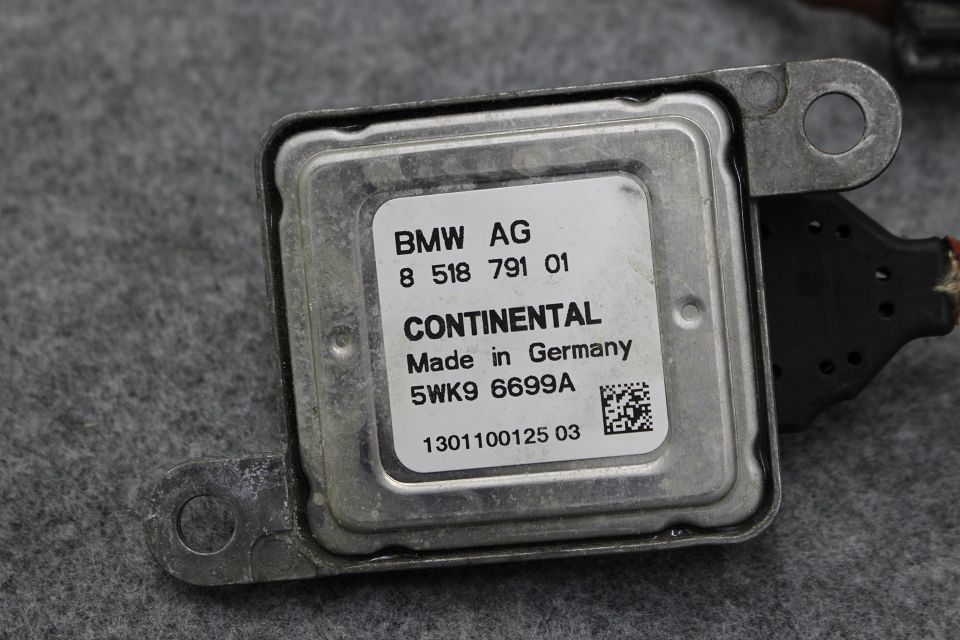 BMW AG
8 518 791 01
CONTINENTAL
Made in Germany
5WK9 6699A
1301100125 03